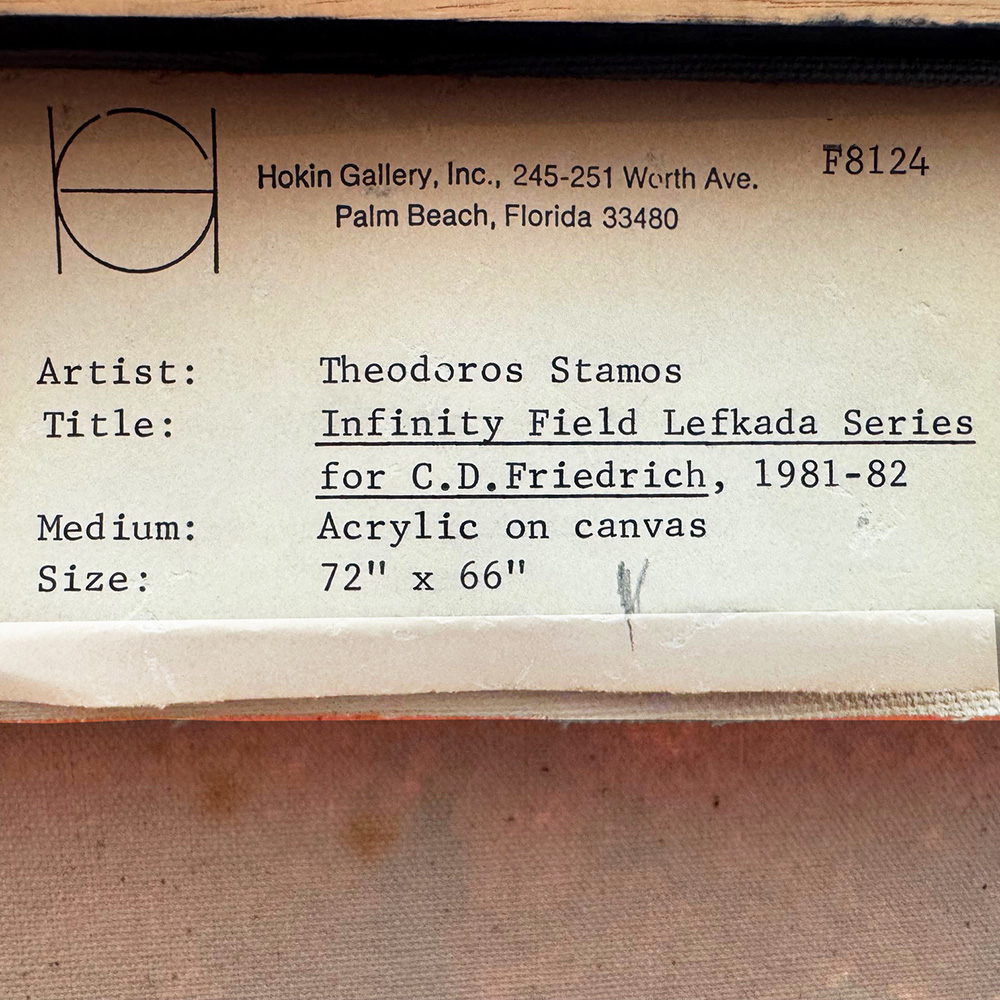 Hokin Gallery, Inc., 245-251 Worth Ave. F8124
Palm Beach, Florida 33480
Artist: Theodoros Stamos
Title: Infinity Field Lefkada Series
for C.D.Friedrich, 1981-82
Medium: Acrylic on canvas
Size: 72" x 66"